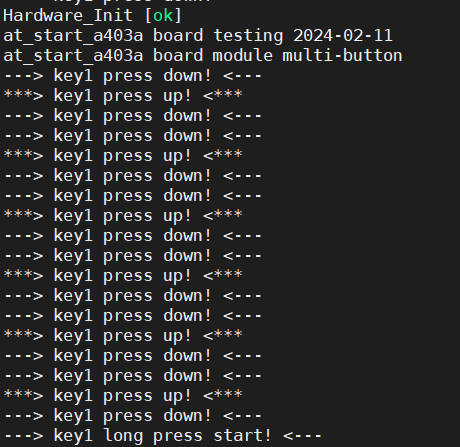 Hardware_Init [ok]
at_start_a403a board testing 2024-02-11
at_start_a403a board module multi-button
---> key1 press down! <---
***> key1 press up! <***
---> key1 press down! <---
---> key1 press down! <---
***> key1 press up! <***
---> key1 press down! <---
---> key1 press down! <---
***> key1 press up! <***
---> key1 press down! <---
---> key1 press down! <---
***> key1 press up! <***
---> key1 press down! <---
---> key1 press down! <---
***> key1 press up! <***
---> key1 press down! <---
---> key1 press down! <---
***> key1 press up! <***
---> key1 press down! <---
---> key1 long press start! <---